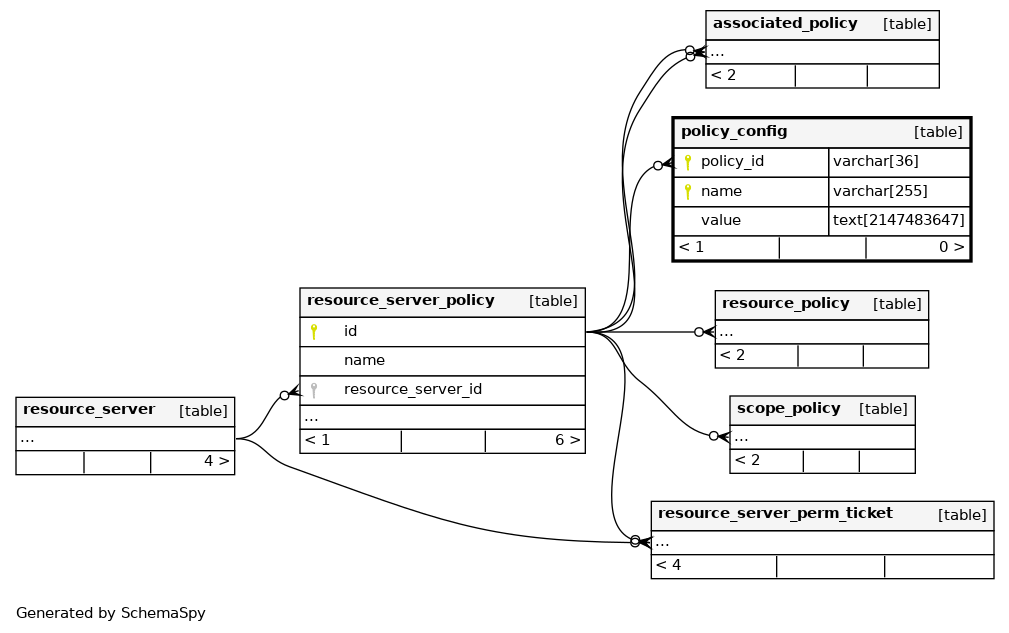 associated_policy [table]
...
< 2
policy_config [table]
policy_id varchar[36]
name varchar[255]
value text[2147483647]
< 1 0 >
resource_server_policy [table]
id
name
resource_server_id
...
< 1 6 >
resource_policy [table]
...
< 2
resource_server [table]
...
4 >
scope_policy [table]
...
< 2
resource_server_perm_ticket [table]
...
< 4
Generated by SchemaSpy